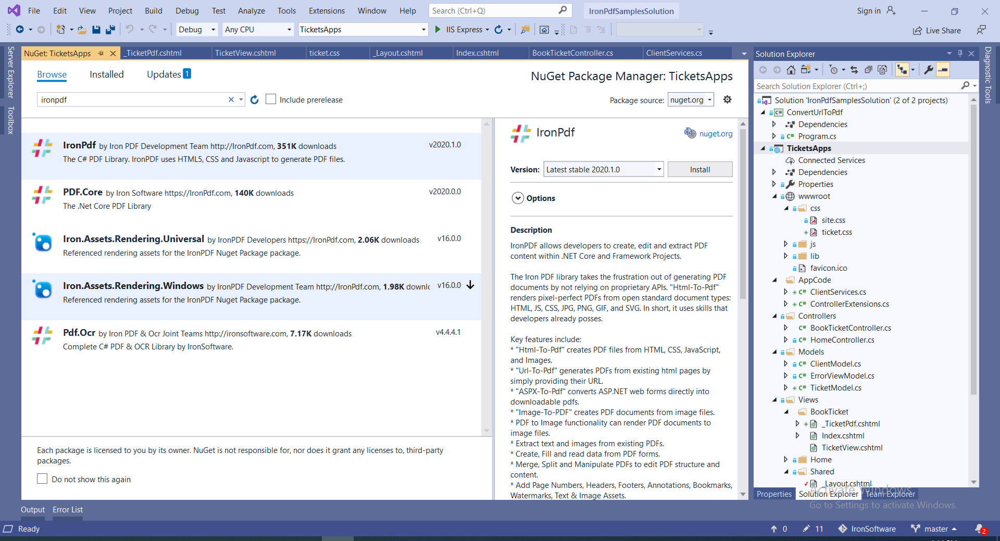 File Edit View Project Build Debug Test Analyze Tools Extensions Window Help Search (Ctrl+Q) IronPdfSamplesSolution Sign in
Debug Any CPU TicketsApps IIS Express Live Share
NuGet: TicketsApps _TicketPdf.cshtml TicketView.cshtml ticket.css _Layout.cshtml Index.cshtml BookTicketController.cs ClientServices.cs
Server Explorer
Toolbox
Browse Installed Updates 1
NuGet Package Manager: TicketsApps
ironpdf Include prerelease
Package source: nuget.org
IronPdf by Iron PDF Development Team http://IronPdf.com, 351K downloads v2020.1.0
The C# PDF Library. IronPDF uses HTML5, CSS and Javascript to generate PDF files.
PDF.Core by Iron Software https://IronPdf.com, 140K downloads v2020.0.0
The .Net Core PDF Library
Iron.Assets.Rendering.Universal by IronPDF Developers https://IronPdf.com, 2.06K downloads v16.0.0
Referenced rendering assets for the IronPDF Nuget Package package.
Iron.Assets.Rendering.Windows by IronPDF Development Team http://IronPdf.com, 1.98K downlc v16.0.0
Referenced rendering assets for the IronPDF Nuget Package package.
Pdf.Ocr by Iron PDF & Ocr Joint Teams http://ironsoftware.com, 7.17K downloads v4.4.4.1
Complete C# PDF & OCR Library by IronSoftware.
Each package is licensed to you by its owner. NuGet is not responsible for, nor does it grant any licenses to, third-party
packages.
Do not show this again
IronPdf nuget.org
Version: Latest stable 2020.1.0 Install
Options
Description
IronPDF allows developers to create, edit and extract PDF
content within .NET Core and Framework Projects.
The Iron PDF library takes the frustration out of generating PDF
documents by not relying on proprietary APIs. "Html-To-Pdf"
renders pixel-perfect PDFs from open standard document types:
HTML, JS, CSS, JPG, PNG, GIF, and SVG. In short, it uses skills that
developers already posses.
Key features include:
* "Html-To-Pdf" creates PDF files from HTML, CSS, JavaScript,
and Images.
* "Url-To-Pdf" generates PDFs from existing html pages by
simply providing their URL.
* "ASPX-To-Pdf" converts ASP.NET web forms directly into
downloadable pdfs.
* "Image-To-PDF" creates PDF documents from image files.
* PDF to Image functionality can render PDF documents to
image files.
* Extract text and images from existing PDFs.
* Create, Fill and read data from PDF forms.
* Merge, Split and Manipulate PDFs to edit PDF structure and
content.
* Add Page Numbers, Headers, Footers, Annotations, Bookmarks,
Watermarks, Text & Image Assets.
Solution Explorer
Search Solution Explorer (Ctrl+;)
Solution 'IronPdfSamplesSolution' (2 of 2 projects)
C# ConvertUrlToPdf
Dependencies
C# Program.cs
TicketsApps
Connected Services
Dependencies
Properties
wwwroot
css
site.css
ticket.css
js
lib
favicon.ico
AppCode
C# ClientServices.cs
C# ControllerExtensions.cs
Controllers
C# BookTicketController.cs
C# HomeController.cs
Models
C# ClientModel.cs
C# ErrorViewModel.cs
C# TicketModel.cs
Views
BookTicket
_TicketPdf.cshtml
Index.cshtml
TicketView.cshtml
Home
Shared
_Layout.cshtml
Properties Solution Explorer Team Explorer
Diagnostic Tools
Activate Windows
Go to Settings to activate Windows.
Output Error List
Ready 0 11 IronSoftware master 2